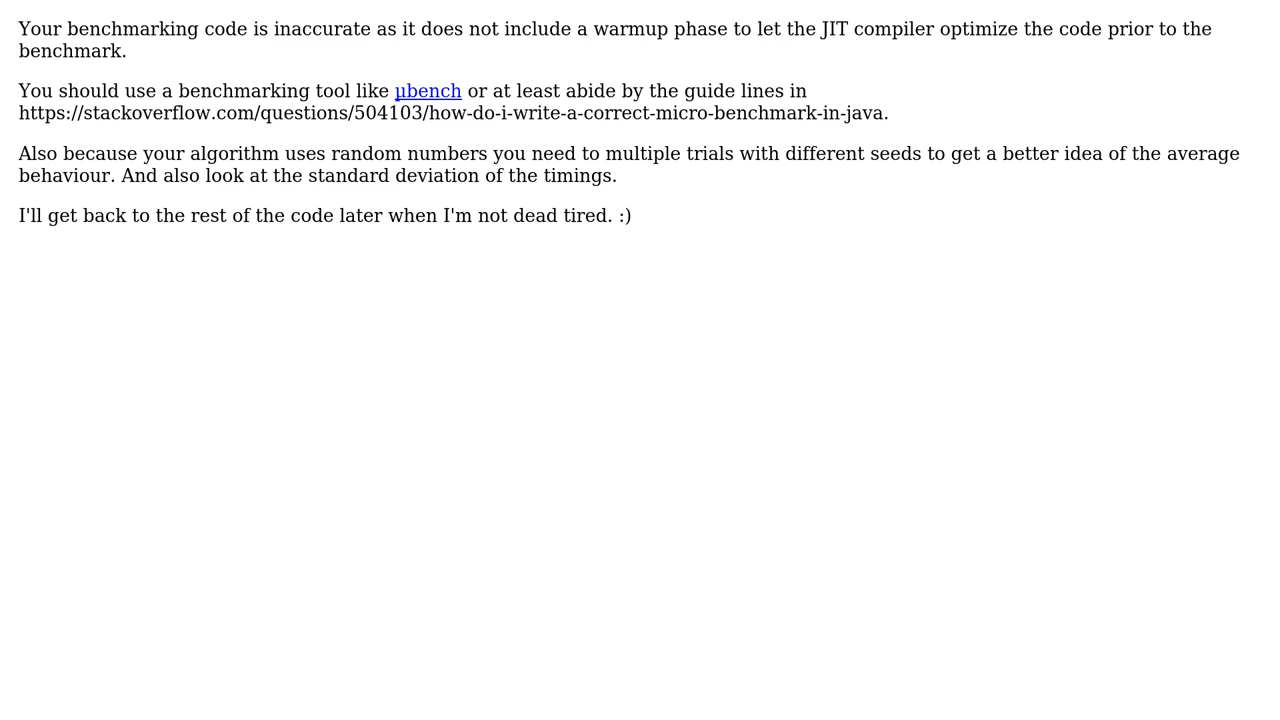 Your benchmarking code is inaccurate as it does not include a warmup phase to let the JIT compiler optimize the code prior to the
benchmark.
You should use a benchmarking tool like µbench or at least abide by the guide lines in
https://stackoverflow.com/questions/504103/how-do-i-write-a-correct-micro-benchmark-in-java.
Also because your algorithm uses random numbers you need to multiple trials with different seeds to get a better idea of the average
behaviour. And also look at the standard deviation of the timings.
I'll get back to the rest of the code later when I'm not dead tired. :)